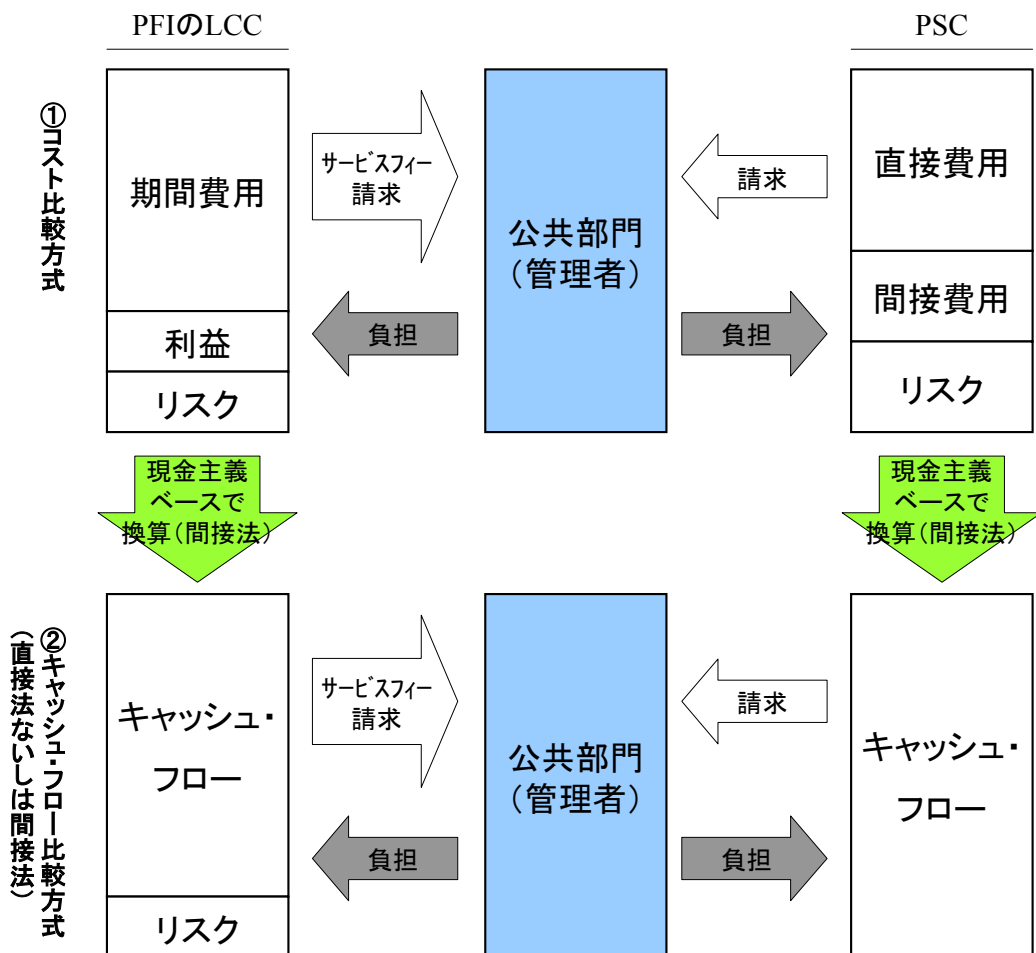 PFIのLCC
PSC
①コスト比較方式
期間費用
利益
リスク
サービスフィー
請求
負担
公共部門
（管理者）
請求
負担
直接費用
間接費用
リスク
現金主義
ベースで
換算（間接法）
現金主義
ベースで
換算（間接法）
②キャッシュ・フロー比較方式
（直接法ないしは間接法）
キャッシュ・
フロー
リスク
サービスフィー
請求
負担
公共部門
（管理者）
請求
負担
キャッシュ・
フロー